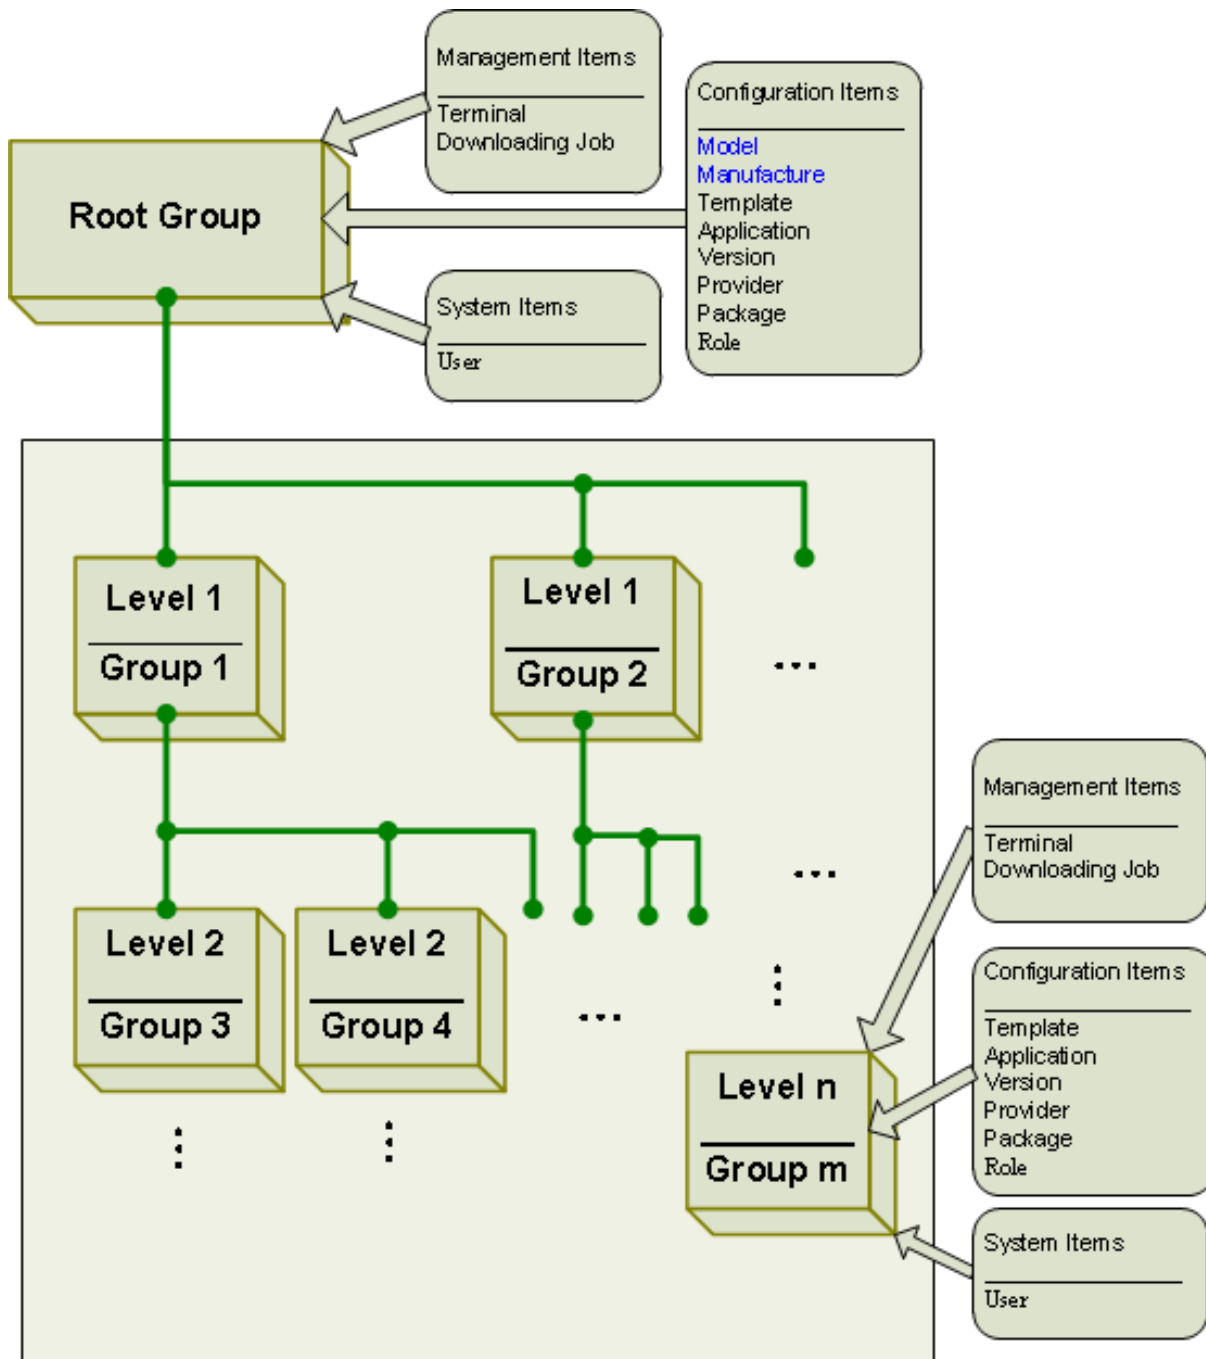 Management Items
Terminal
Downloading Job
Configuration Items
Model
Manufacture
Template
Application
Version
Provider
Package
Role
Root Group
System Items
User
Level 1
Group 1
Level 1
Group 2
...
Management Items
Terminal
Downloading Job
...
Level 2
Group 3
Level 2
Group 4
...
...
Configuration Items
Template
Application
Version
Provider
Package
Role
Level n
Group m
...
...
System Items
User